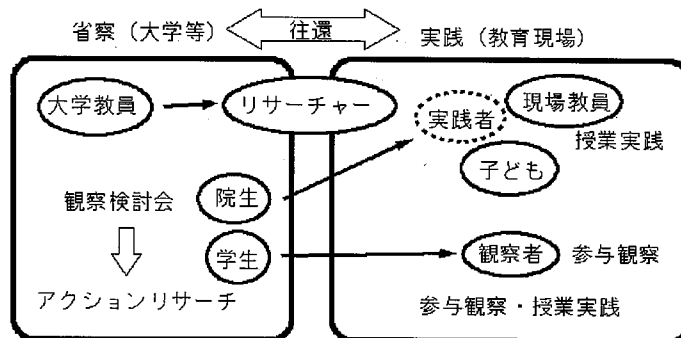 省察（大学等）
往還
実践（教育現場）
大学教員
リサーチャー
実践者
現場教員
授業実践
子ども
観察検討会
院生
学生
観察者
参与観察
アクションリサーチ
参与観察・授業実践